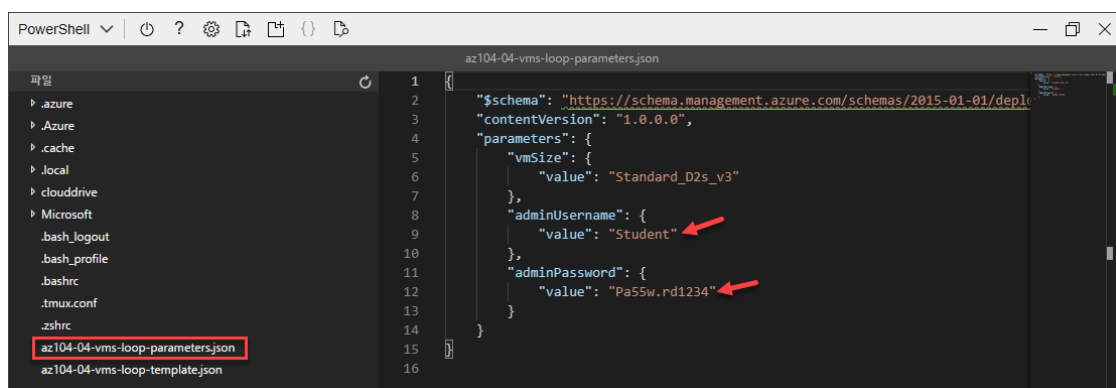 PowerShell
az104-04-vms-loop-parameters.json
파일
.azure
.Azure
.cache
.local
clouddrive
Microsoft
.bash_logout
.bash_profile
.bashrc
.tmux.conf
.zshrc
az104-04-vms-loop-parameters.json
az104-04-vms-loop-template.json
1 {
2 "$schema": "https://schema.management.azure.com/schemas/2015-01-01/deplo
3 "contentVersion": "1.0.0.0",
4 "parameters": {
5 "vmSize": {
6 "value": "Standard_D2s_v3"
7 },
8 "adminUsername": {
9 "value": "Student"
10 },
11 "adminPassword": {
12 "value": "Pa55w.rd1234"
13 }
14 }
15 }
16